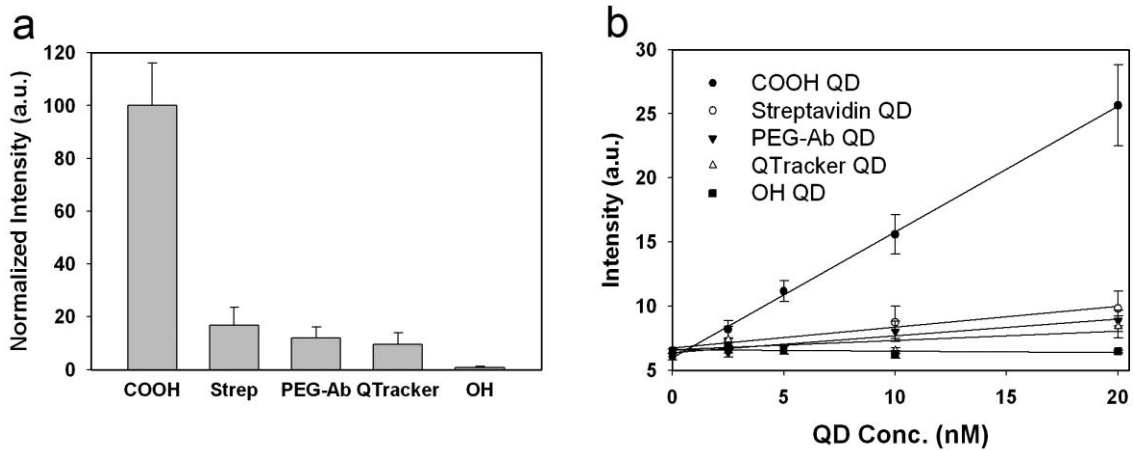 a
Normalized Intensity (a.u.)
120
100
80
60
40
20
0
COOH Strep PEG-Ab QTracker OH
b
Intensity (a.u.)
30
25
20
15
10
5
COOH QD
Streptavidin QD
PEG-Ab QD
QTracker QD
OH QD
0 5 10 15 20
QD Conc. (nM)